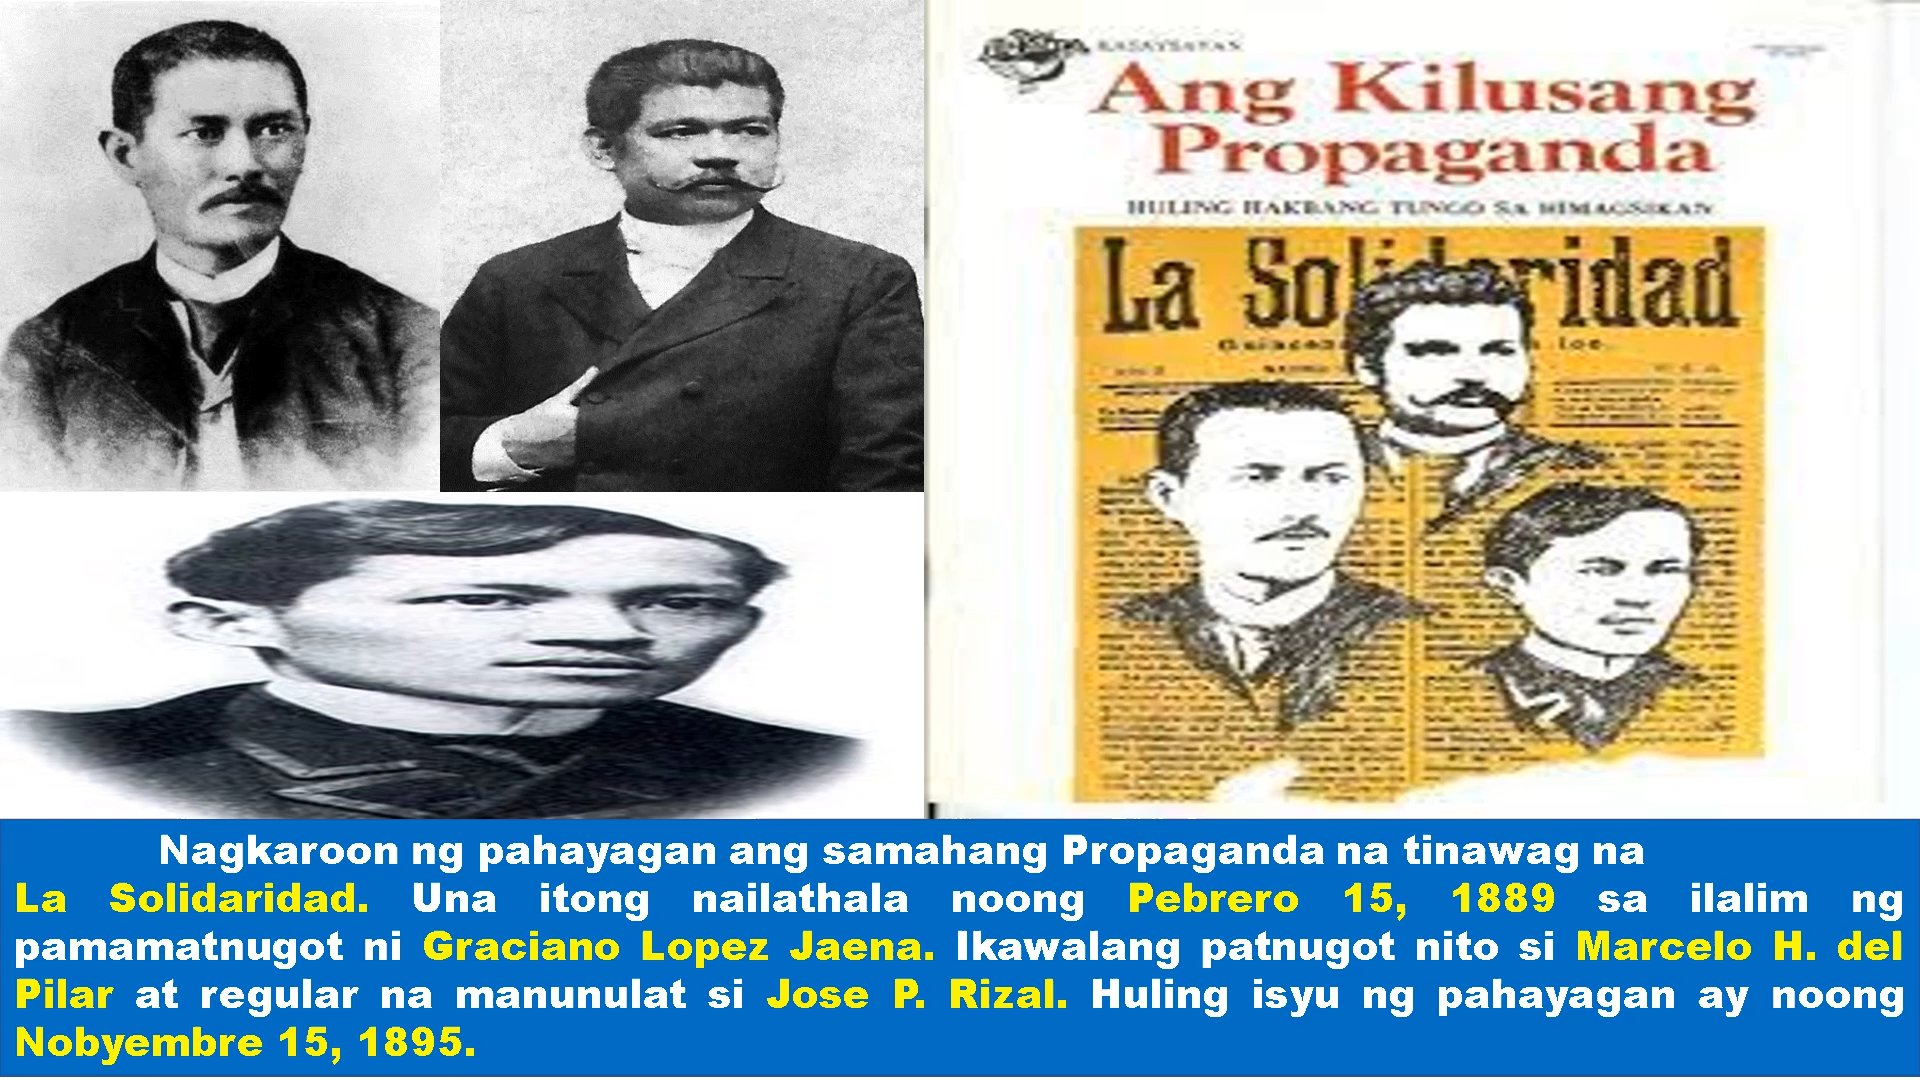 KASAYSAYAN
Ang Kilusang
Propaganda
HULING HAKBANG TUNGO SA HIMAGSIKAN
La Solidaridad
Nagkaroon ng pahayagan ang samahang Propaganda na tinawag na
La Solidaridad. Una itong nailathala noong Pebrero 15, 1889 sa ilalim ng
pamamatnugot ni Graciano Lopez Jaena. Ikawalang patnugot nito si Marcelo H. del
Pilar at regular na manunulat si Jose P. Rizal. Huling isyu ng pahayagan ay noong
Nobyembre 15, 1895.